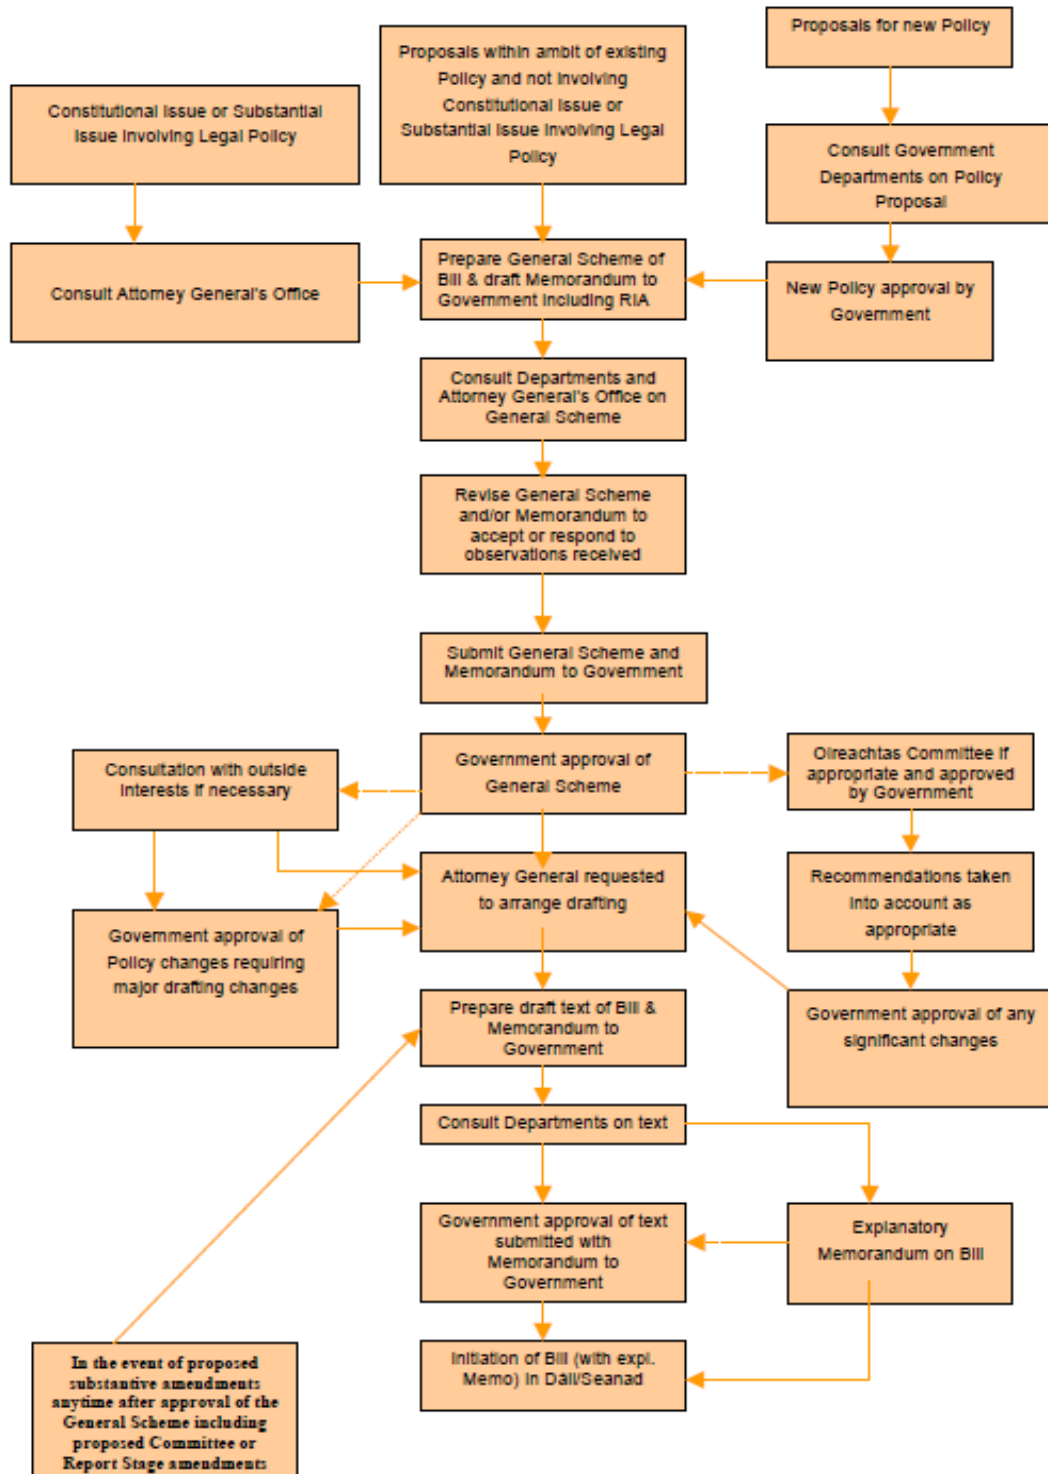 Proposals for new Policy
Proposals within ambit of existing
Policy and not involving
Constitutional Issue or
Substantial Issue Involving Legal
Policy
Constitutional Issue or Substantial
Issue Involving Legal Policy
Consult Government
Departments on Policy
Proposal
Consult Attorney General's Office
Prepare General Scheme of
Bill & draft Memorandum to
Government Including RIA
New Policy approval by
Government
Consult Departments and
Attorney General's Office on
General Scheme
Revise General Scheme
and/or Memorandum to
accept or respond to
observations received
Submit General Scheme and
Memorandum to Government
Consultation with outside
Interests if necessary
Government approval of
General Scheme
Oireachtas Committee if
appropriate and approved
by Government
Attorney General requested
to arrange drafting
Recommendations taken
into account as
appropriate
Government approval of
Policy changes requiring
major drafting changes
Prepare draft text of Bill &
Memorandum to
Government
Government approval of any
significant changes
Consult Departments on text
Government approval of text
submitted with
Memorandum to
Government
Explanatory
Memorandum on Bill
Initiation of Bill (with expl.
Memo) in Dáil/Seanad
In the event of proposed
substantive amendments
anytime after approval of the
General Scheme including
proposed Committee or
Report Stage amendments